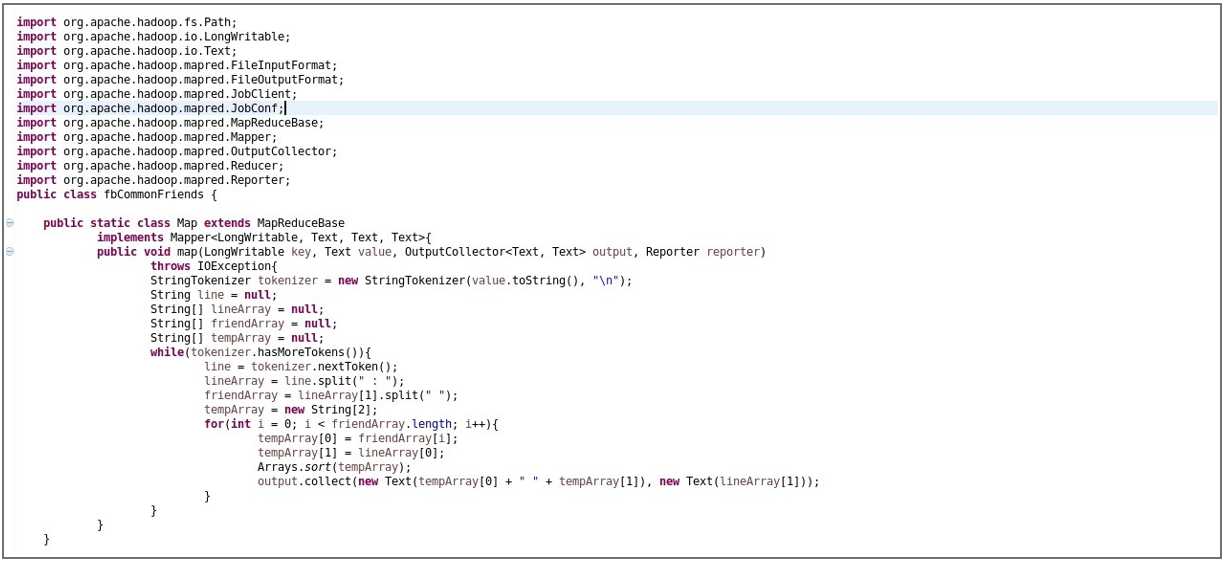 import org.apache.hadoop.fs.Path;
import org.apache.hadoop.io.LongWritable;
import org.apache.hadoop.io.Text;
import org.apache.hadoop.mapred.FileInputFormat;
import org.apache.hadoop.mapred.FileOutputFormat;
import org.apache.hadoop.mapred.JobClient;
import org.apache.hadoop.mapred.JobConf;
import org.apache.hadoop.mapred.MapReduceBase;
import org.apache.hadoop.mapred.Mapper;
import org.apache.hadoop.mapred.OutputCollector;
import org.apache.hadoop.mapred.Reducer;
import org.apache.hadoop.mapred.Reporter;
public class fbCommonFriends {
public static class Map extends MapReduceBase
implements Mapper<LongWritable, Text, Text, Text>{
public void map(LongWritable key, Text value, OutputCollector<Text, Text> output, Reporter reporter)
throws IOException{
StringTokenizer tokenizer = new StringTokenizer(value.toString(), "\n");
String line = null;
String[] lineArray = null;
String[] friendArray = null;
String[] tempArray = null;
while(tokenizer.hasMoreTokens()){
line = tokenizer.nextToken();
lineArray = line.split(" : ");
friendArray = lineArray[1].split(" ");
tempArray = new String[2];
for(int i = 0; i < friendArray.length; i++){
tempArray[0] = friendArray[i];
tempArray[1] = lineArray[0];
Arrays.sort(tempArray);
output.collect(new Text(tempArray[0] + " " + tempArray[1]), new Text(lineArray[1]));
}
}
}
}